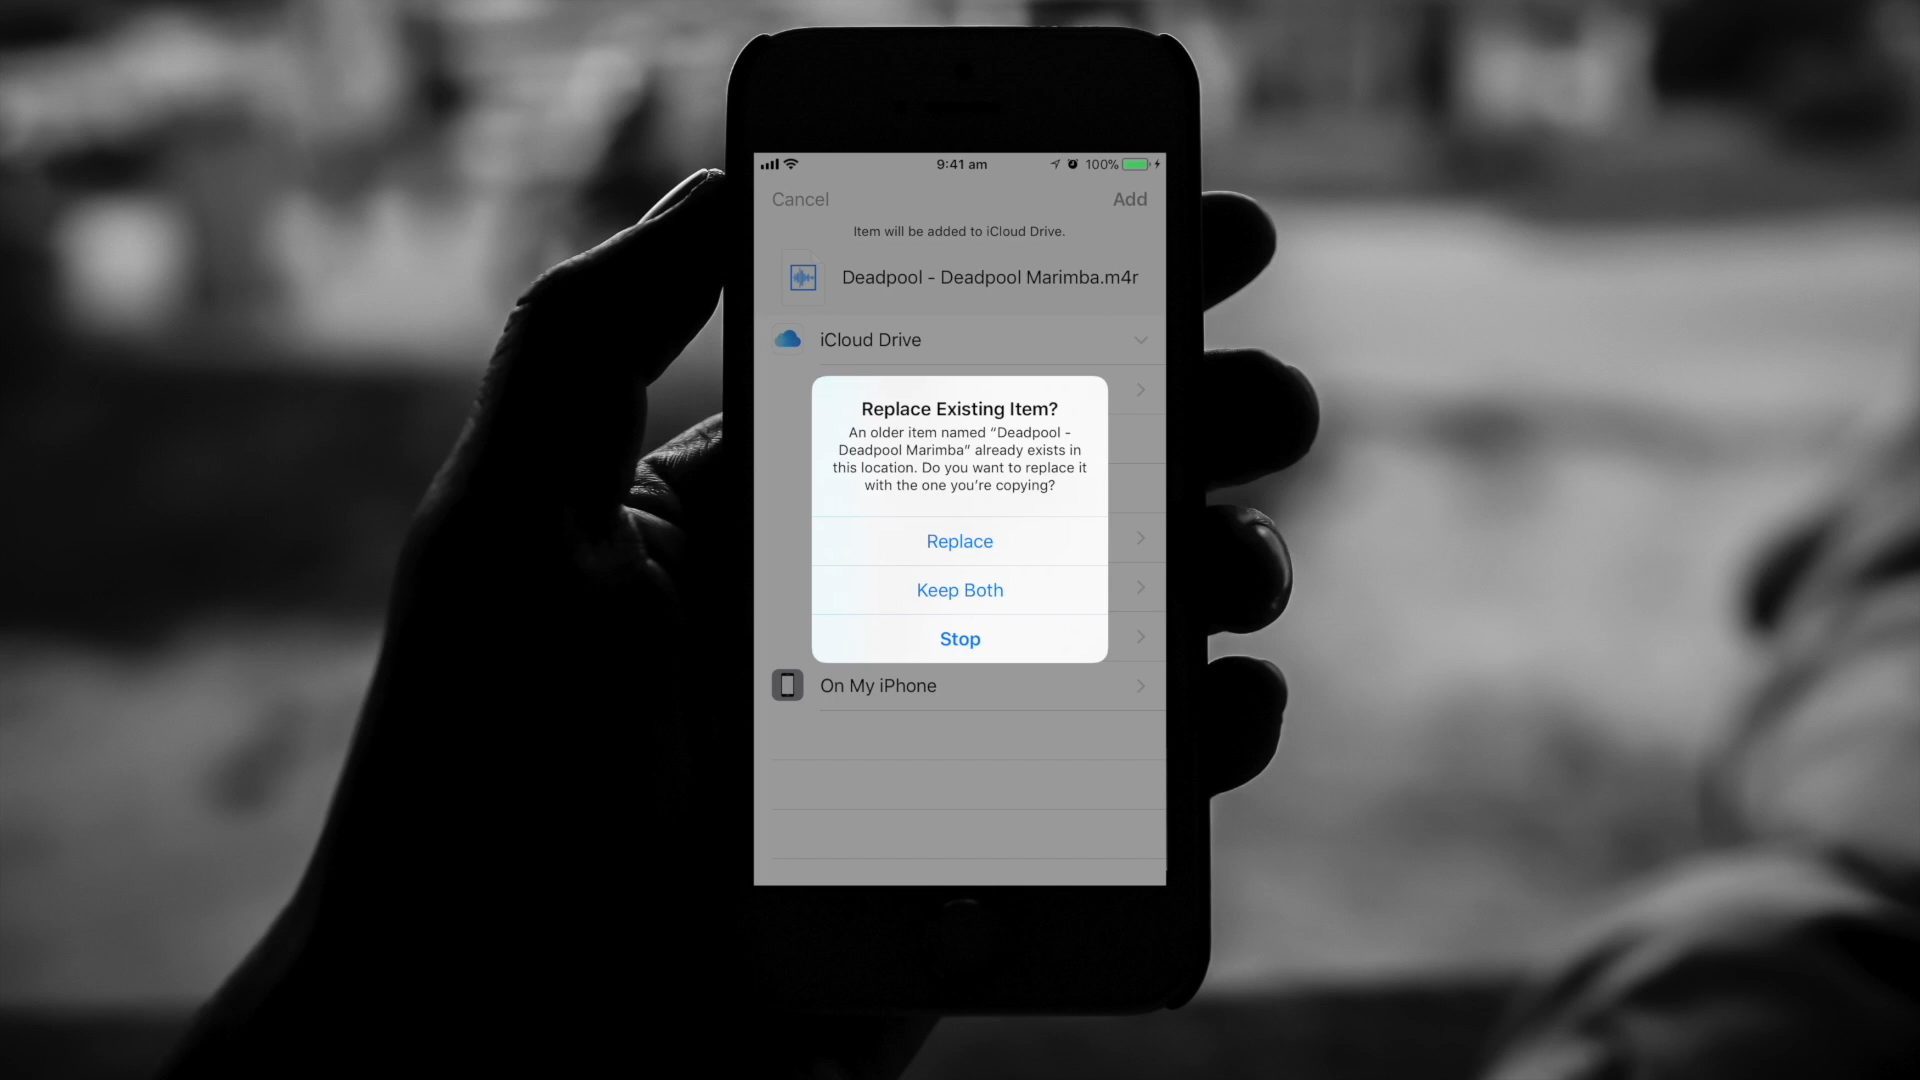 9:41 am
100%
Cancel
Add
Item will be added to iCloud Drive.
Deadpool - Deadpool Marimba.m4r
iCloud Drive
Replace Existing Item?
An older item named “Deadpool -
Deadpool Marimba” already exists in
this location. Do you want to replace it
with the one you’re copying?
Replace
Keep Both
Stop
On My iPhone